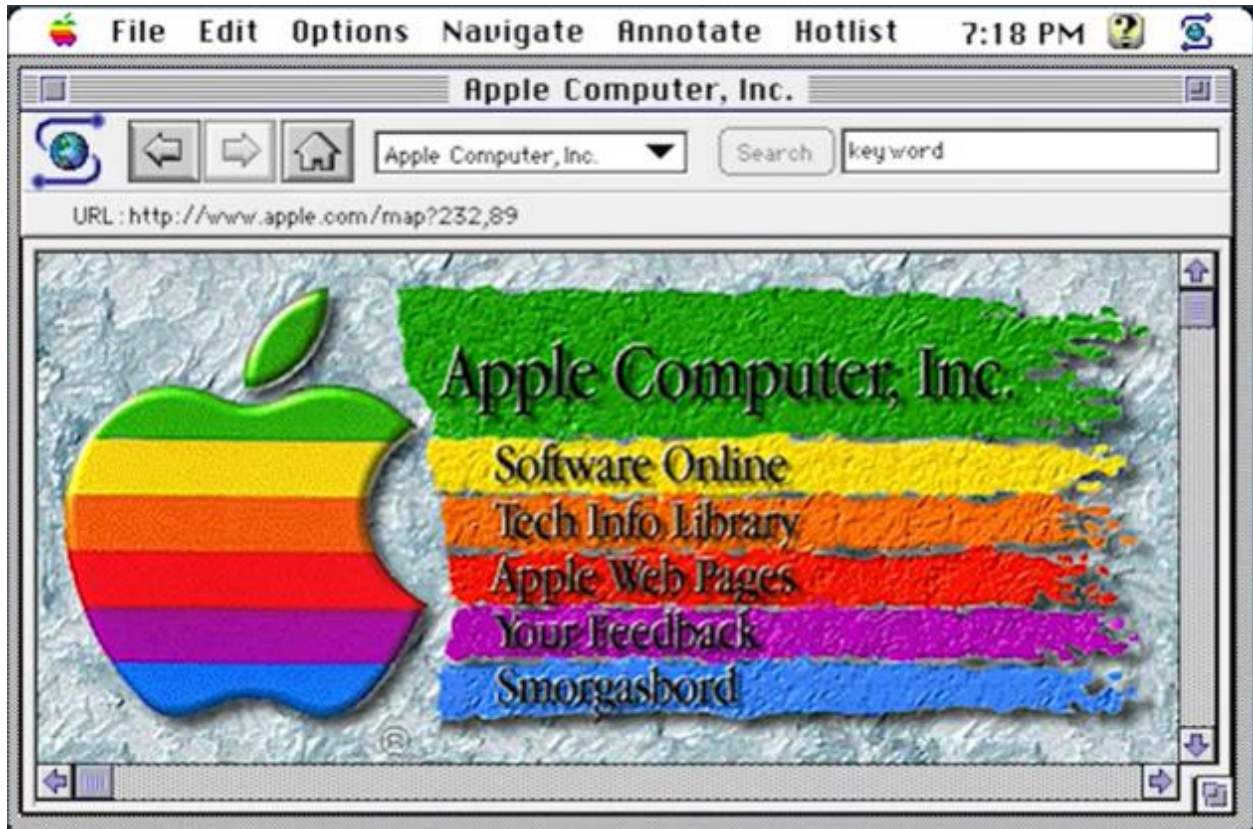 File Edit Options Navigate Annotate Hotlist 7:18 PM ?
Apple Computer, Inc.
Apple Computer, Inc. Search keyword
URL:http://www.apple.com/map?232,89
Apple Computer, Inc.
Software Online
Tech Info Library
Apple Web Pages
Your Feedback
Smorgasbord
®